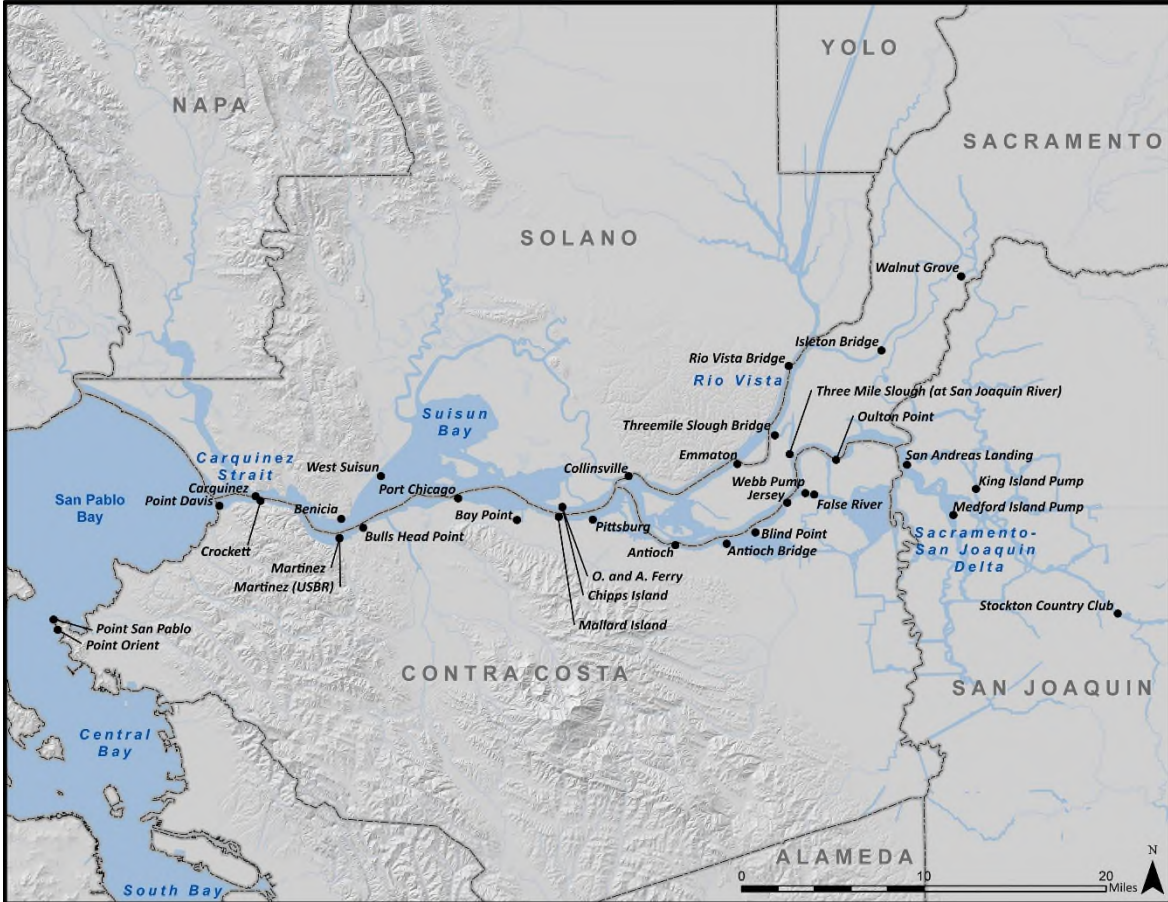 YOLO
NAPA
SACRAMENTO
SOLANO
Walnut Grove
Isleton Bridge
Rio Vista Bridge
Rio Vista
Three Mile Slough (at San Joaquin River)
Oulton Point
Suisun
Bay
Threemile Slough Bridge
Emmaton
San Andreas Landing
Carquinez
Strait
West Suisun
Collinsville
Webb Pump
King Island Pump
Carquinez
Port Chicago
Jersey
False River
San Pablo
Bay
Point Davis
Medford Island Pump
Benicia
Bay Point
Pittsburg
Blind Point
Sacramento-
San Joaquin
Delta
Crockett
Bulls Head Point
Antioch
Antioch Bridge
Martinez
O. and A. Ferry
Martinez (USBR)
Chipps Island
Stockton Country Club
Mallard Island
Point San Pablo
Point Orient
CONTRA COSTA
SAN JOAQUIN
Central
Bay
ALAMEDA
N
South Bay
0 10 20
Miles